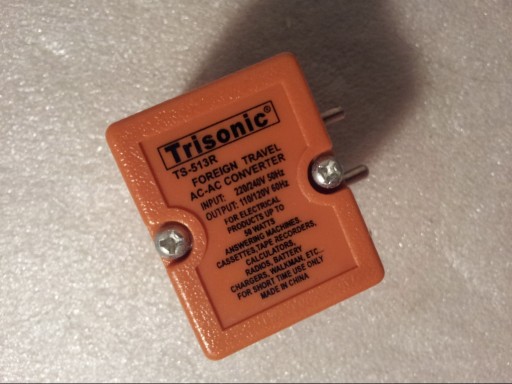 Trisonic®
TS-513R
FOREIGN TRAVEL
AC-AC CONVERTER
INPUT: 220/240V 50Hz
OUTPUT: 110/120V 60Hz
FOR ELECTRICAL
PRODUCTS UP TO
50 WATTS
ANSWERING MACHINES
CASSETTES,TAPE RECORDERS,
CALCULATORS,
RADIOS, BATTERY
CHARGERS, WALKMAN, ETC...
FOR SHORT TIME USE ONLY
MADE IN CHINA